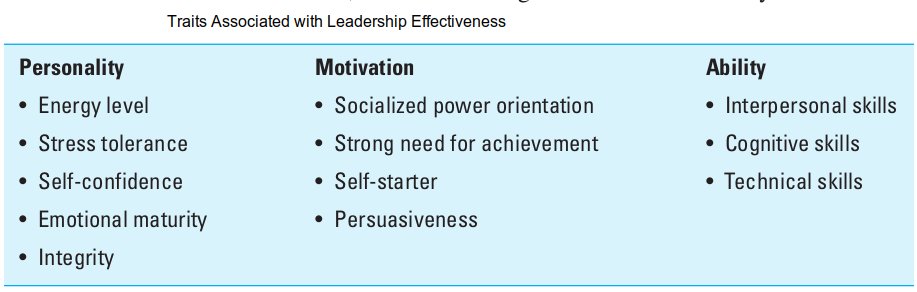 Traits Associated with Leadership Effectiveness
Personality Motivation Ability
• Energy level • Socialized power orientation • Interpersonal skills
• Stress tolerance • Strong need for achievement • Cognitive skills
• Self-confidence • Self-starter • Technical skills
• Emotional maturity • Persuasiveness
• Integrity